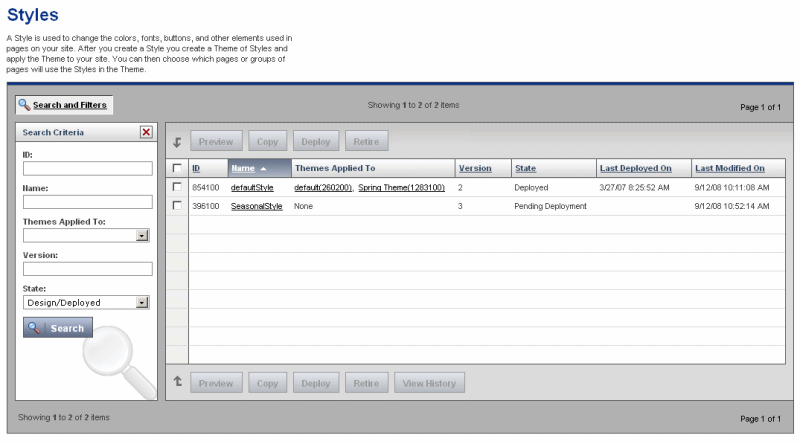 Styles
A Style is used to change the colors, fonts, buttons, and other elements used in
pages on your site. After you create a Style you create a Theme of Styles and
apply the Theme to your site. You can then choose which pages or groups of
pages will use the Styles in the Theme.
Search and Filters
Showing 1 to 2 of 2 items
Page 1 of 1
Search Criteria
ID:
Name:
Themes Applied To:
Version:
State:
Design/Deployed
Search
Preview Copy Deploy Retire
ID Name Themes Applied To Version State Last Deployed On Last Modified On
854100 defaultStyle default(260200), Spring Theme(1283100) 2 Deployed 3/27/07 8:25:52 AM 9/12/08 10:11:08 AM
396100 SeasonalStyle None 3 Pending Deployment 9/12/08 10:52:14 AM
Preview Copy Deploy Retire View History
Showing 1 to 2 of 2 items
Page 1 of 1